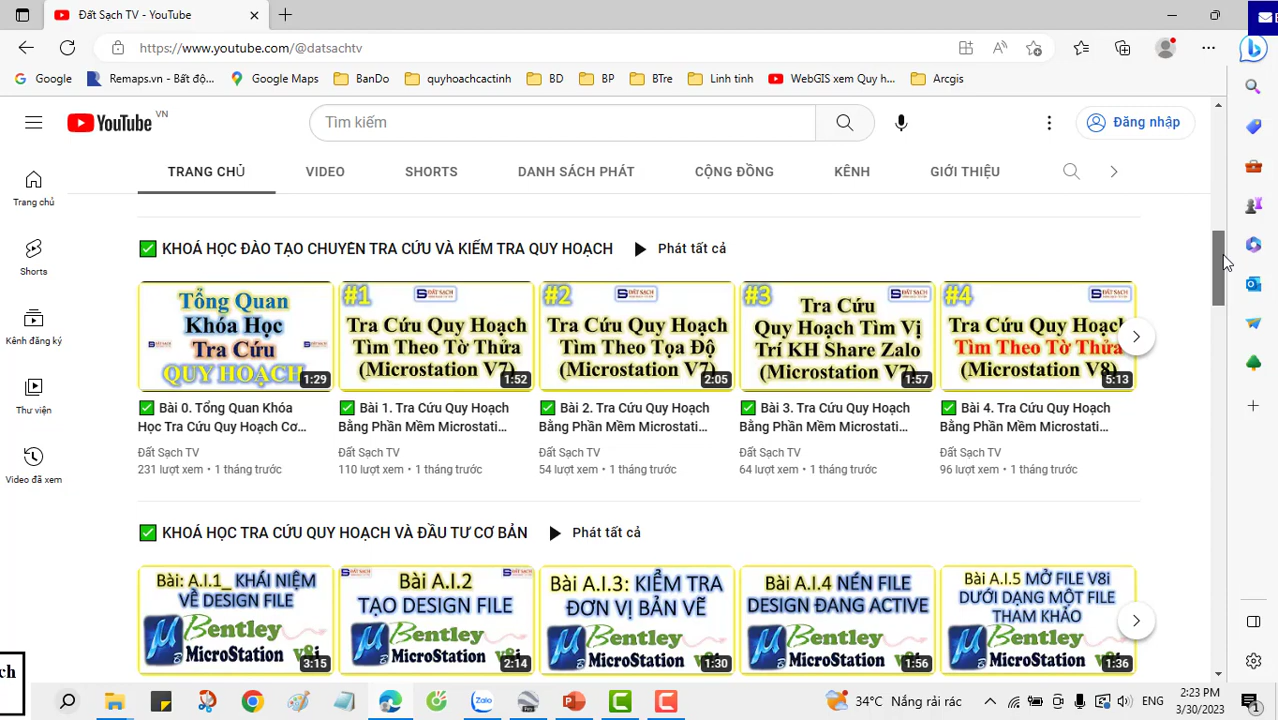 Đất Sạch TV - YouTube
https://www.youtube.com/@datsachtv
Google
Remaps.vn - Bất độ...
Google Maps
BanDo
quyhoachcactinh
BD
BP
BTre
Linh tinh
WebGIS xem Quy h...
Arcgis
YouTube VN
Tìm kiếm
Đăng nhập
TRANG CHỦ
VIDEO
SHORTS
DANH SÁCH PHÁT
CỘNG ĐỒNG
KÊNH
GIỚI THIỆU
Trang chủ
Shorts
Kênh đăng ký
Thư viện
Video đã xem
✅ KHOÁ HỌC ĐÀO TẠO CHUYÊN TRA CỨU VÀ KIỂM TRA QUY HOẠCH
Phát tất cả
Tổng Quan
Khóa Học
Tra Cứu
QUY HOẠCH
1:29
#1
ĐẤT SẠCH
Tra Cứu Quy Hoạch
Tìm Theo Tờ Thửa
(Microstation V7)
1:52
#2
ĐẤT SẠCH
Tra Cứu Quy Hoạch
Tìm Theo Tọa Độ
(Microstation V7)
2:05
#3
ĐẤT SẠCH
Tra Cứu
Quy Hoạch Tìm Vị
Trí KH Share Zalo
(Microstation V7)
1:57
#4
ĐẤT SẠCH
Tra Cứu Quy Hoạch
Tìm Theo Tờ Thửa
(Microstation V8)
5:13
✅ Bài 0. Tổng Quan Khóa
Học Tra Cứu Quy Hoạch Cơ...
Đất Sạch TV
231 lượt xem • 1 tháng trước
✅ Bài 1. Tra Cứu Quy Hoạch
Bằng Phần Mềm Microstati...
Đất Sạch TV
110 lượt xem • 1 tháng trước
✅ Bài 2. Tra Cứu Quy Hoạch
Bằng Phần Mềm Microstati...
Đất Sạch TV
54 lượt xem • 1 tháng trước
✅ Bài 3. Tra Cứu Quy Hoạch
Bằng Phần Mềm Microstati...
Đất Sạch TV
64 lượt xem • 1 tháng trước
✅ Bài 4. Tra Cứu Quy Hoạch
Bằng Phần Mềm Microstati...
Đất Sạch TV
96 lượt xem • 1 tháng trước
✅ KHOÁ HỌC TRA CỨU QUY HOẠCH VÀ ĐẦU TƯ CƠ BẢN
Phát tất cả
Bài: A.I.1_ KHÁI NIỆM
VỀ DESIGN FILE
Bentley
MicroStation v8i
3:15
Bài A.I.2
TẠO DESIGN FILE
Bentley
MicroStation v8i
2:14
Bài A.I.3: KIỂM TRA
ĐƠN VỊ BẢN VẼ
Bentley
MicroStation v8i
1:30
Bài A.I.4 NÉN FILE
DESIGN ĐANG ACTIVE
Bentley
MicroStation v8i
1:56
Bài A.I.5 MỞ FILE V8i
DƯỚI DẠNG MỘT FILE
THAM KHẢO
Bentley
MicroStation v8i
1:36
ch
Zalo
34°C Nắng rải rác
ENG
2:23 PM
3/30/2023
1